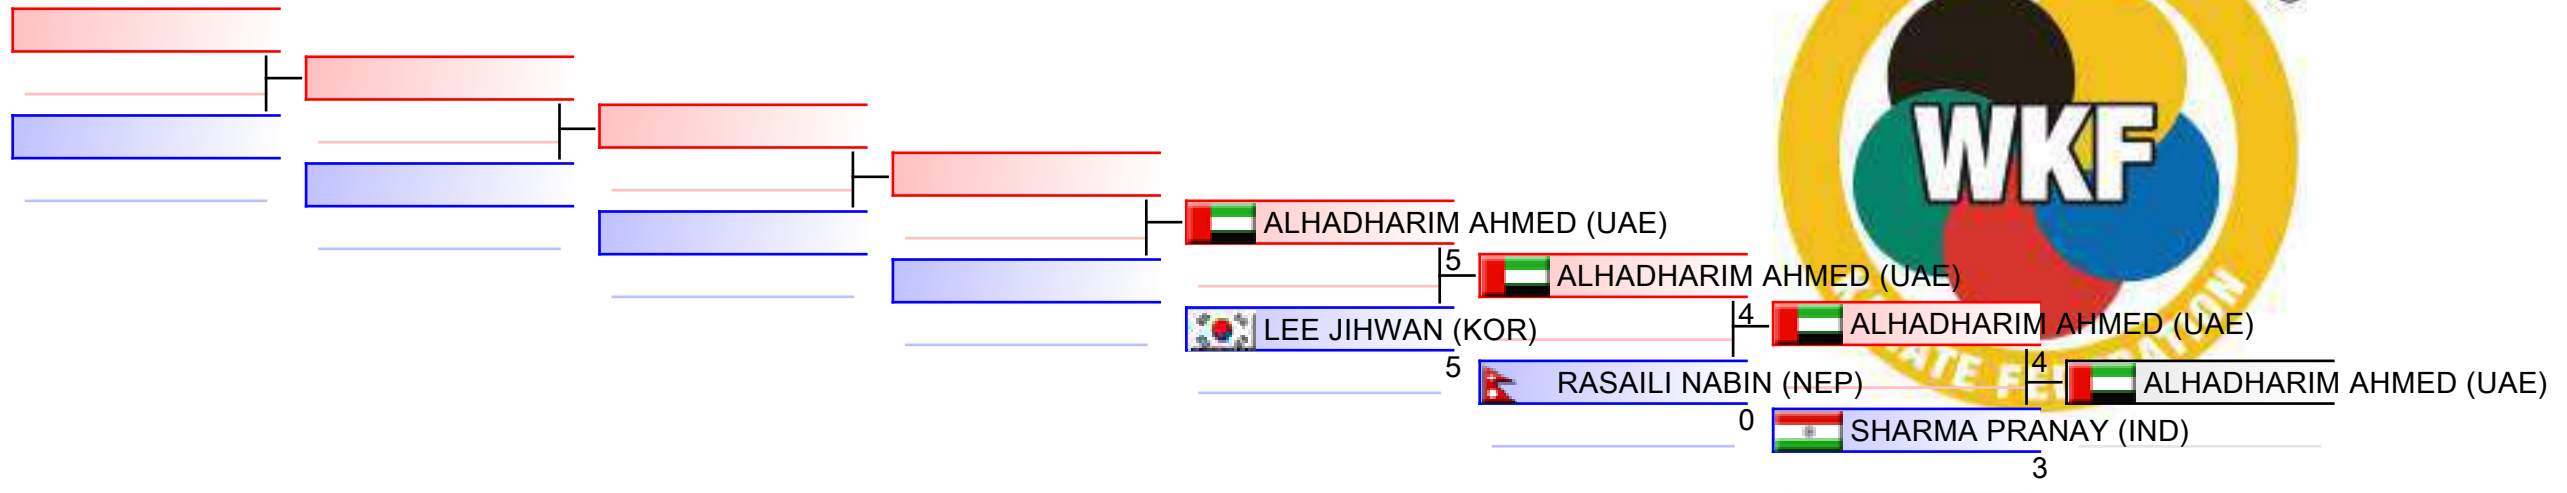 WKF
ALHADHARIM AHMED (UAE)
5
ALHADHARIM AHMED (UAE)
LEE JIHWAN (KOR)
5
4
ALHADHARIM AHMED (UAE)
RASAILI NABIN (NEP)
0
4
ALHADHARIM AHMED (UAE)
SHARMA PRANAY (IND)
3